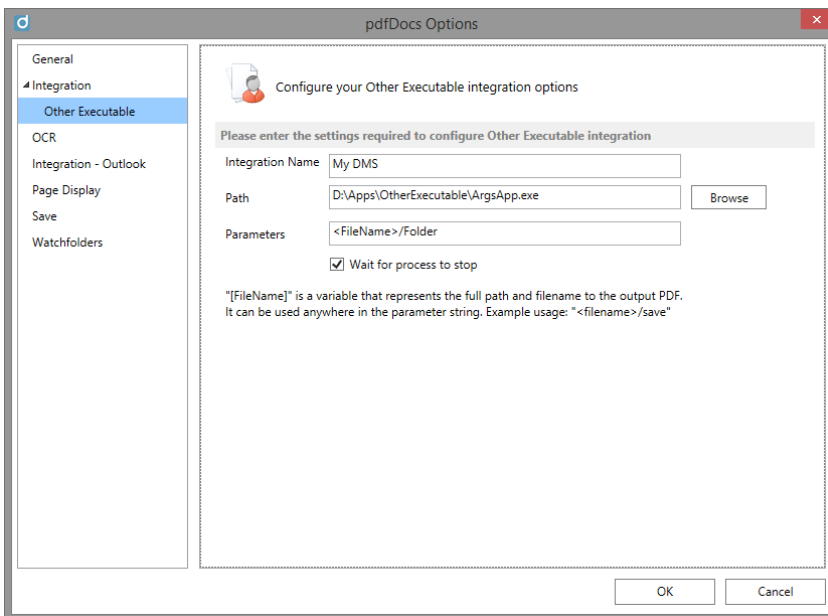 pdfDocs Options
General
Integration
Other Executable
OCR
Integration - Outlook
Page Display
Save
Watchfolders
Configure your Other Executable integration options
Please enter the settings required to configure Other Executable integration
Integration Name My DMS
Path D:\Apps\OtherExecutable\ArgsApp.exe Browse
Parameters <FileName>/Folder
Wait for process to stop
"[FileName]" is a variable that represents the full path and filename to the output PDF.
It can be used anywhere in the parameter string. Example usage: "<filename>/save"
OK Cancel